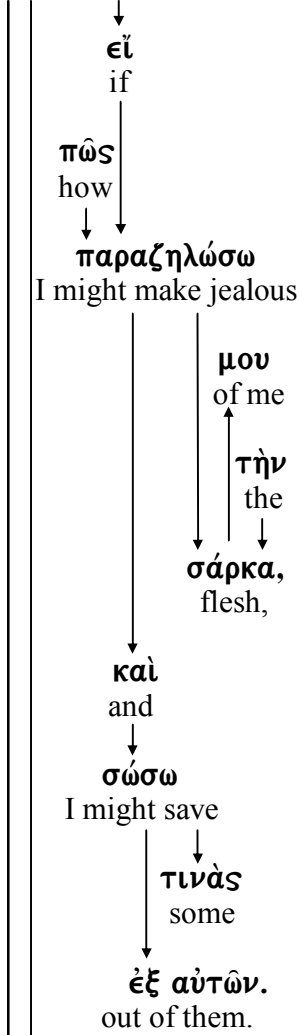 εἴ
if
πῶς
how
παραζηλώσω
I might make jealous
μου
of me
τὴν
the
σάρκα,
flesh,
καὶ
and
σώσω
I might save
τινὰς
some
ἐξ αὐτῶν.
out of them.